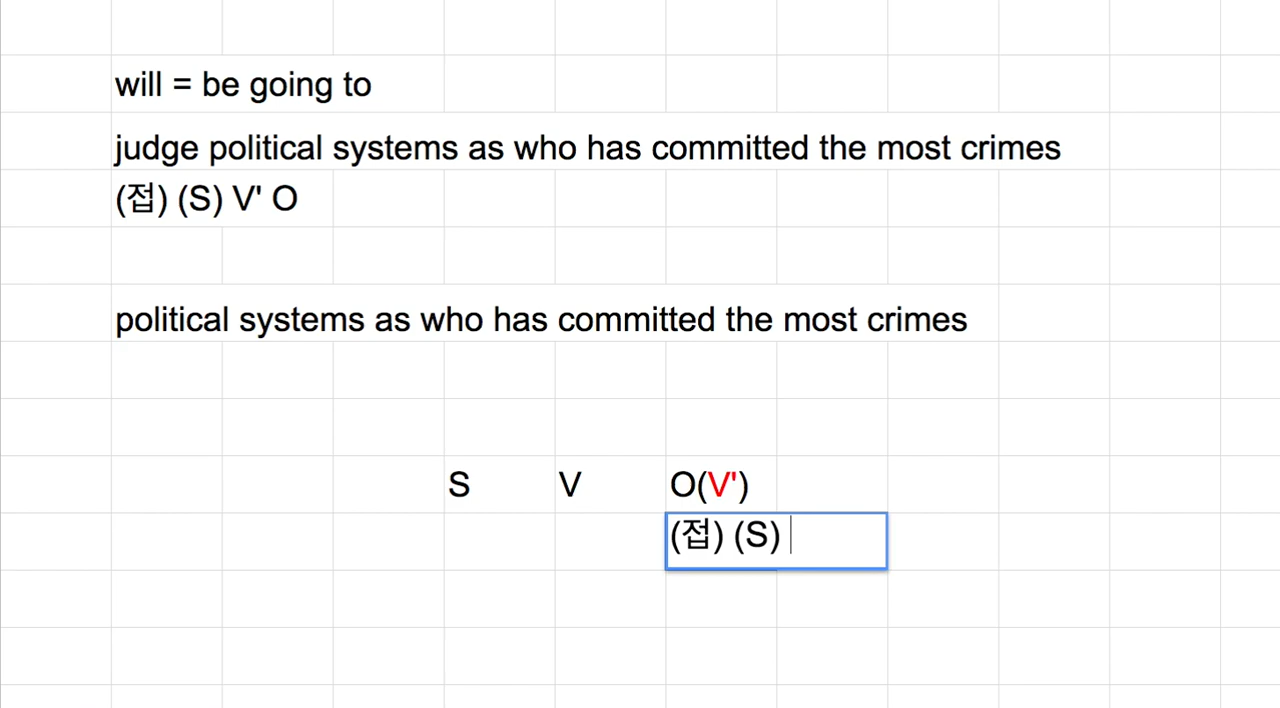 will = be going to
judge political systems as who has committed the most crimes
(접) (S) V' O
political systems as who has committed the most crimes
S V O(V')
(접) (S)